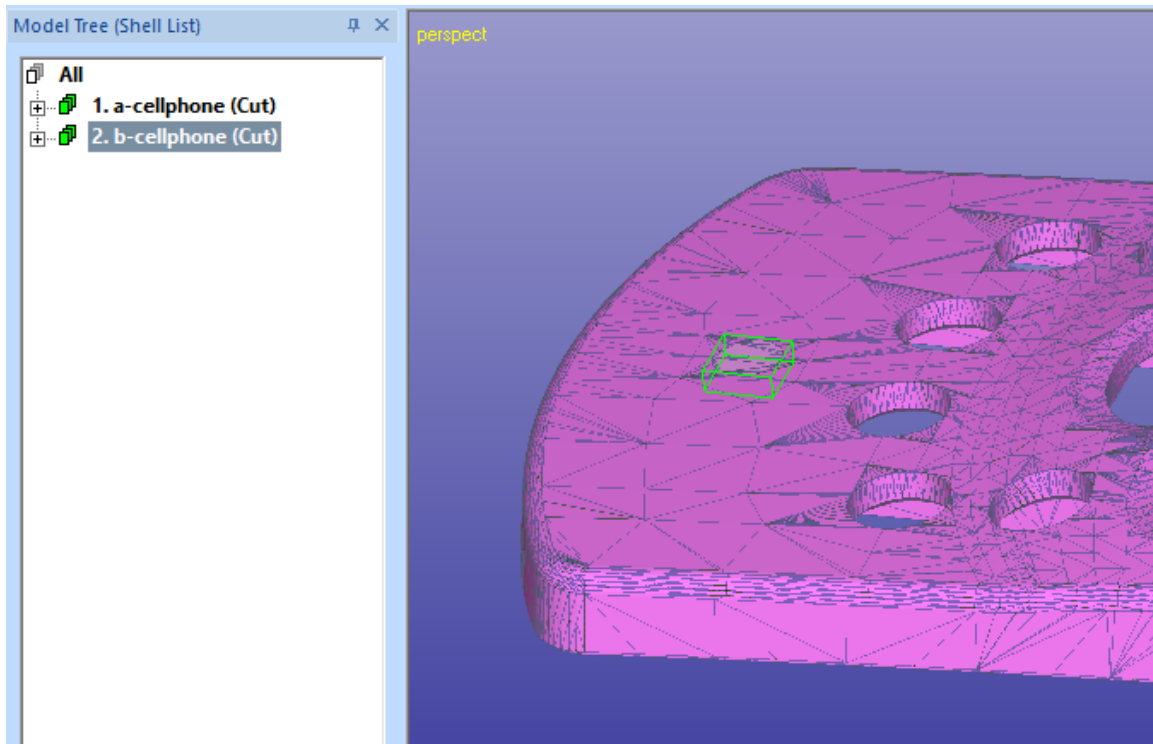 Model Tree (Shell List)
perspect
All
1. a-cellphone (Cut)
2. b-cellphone (Cut)